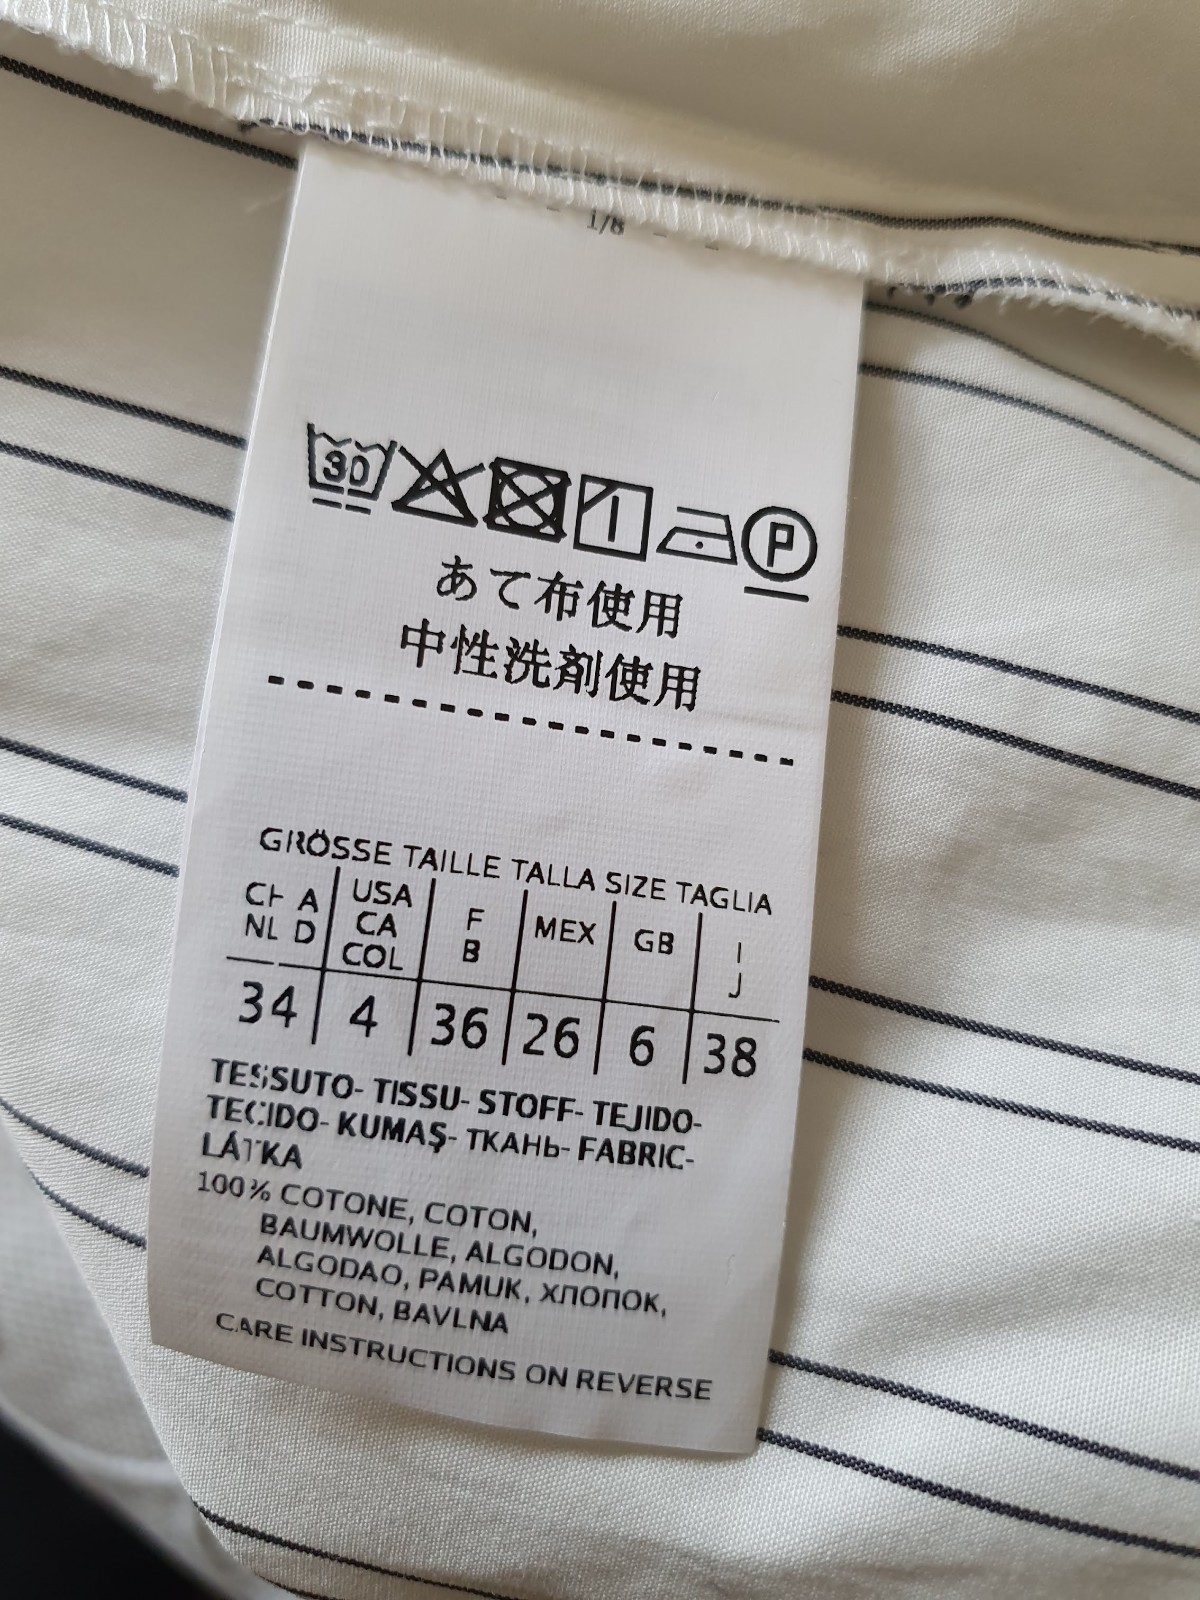 1/8
30 P
あて布使用
中性洗剤使用
GRÖSSE TAILLE TALLA SIZE TAGLIA
CH A USA F MEX GB I
NL D CA B J
COL
34 4 36 26 6 38
TESSUTO- TISSU- STOFF- TEJIDO-
TECIDO- KUMAŞ- ТКАНЬ- FABRIC-
LÁTKA
100% COTONE, COTON,
BAUMWOLLE, ALGODON,
ALGODAO, PAMUK, ХЛОПОК,
COTTON, BAVLNA
CARE INSTRUCTIONS ON REVERSE